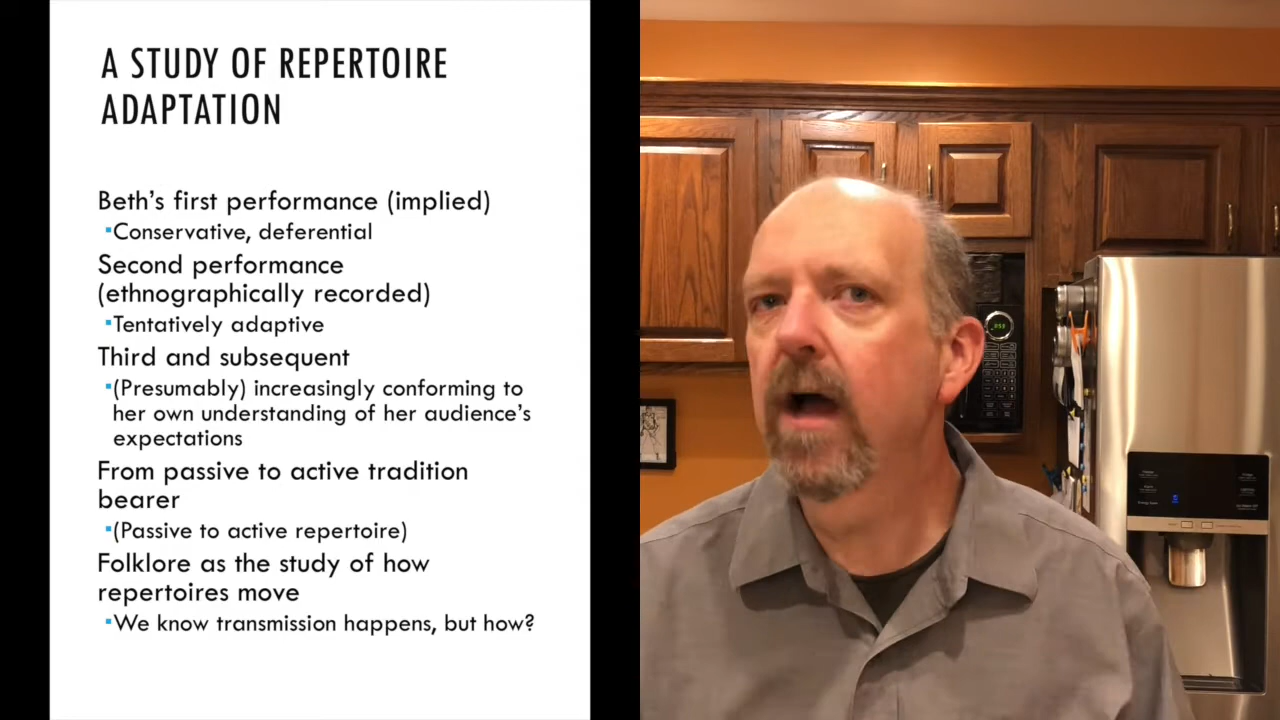 A STUDY OF REPERTOIRE
ADAPTATION
Beth's first performance (implied)
▪Conservative, deferential
Second performance
(ethnographically recorded)
▪Tentatively adaptive
Third and subsequent
▪(Presumably) increasingly conforming to
her own understanding of her audience's
expectations
From passive to active tradition
bearer
▪(Passive to active repertoire)
Folklore as the study of how
repertoires move
▪We know transmission happens, but how?